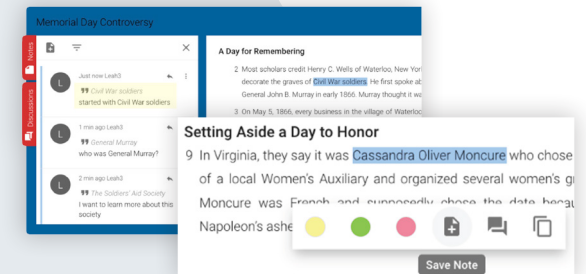 Memorial Day Controversy
Notes
Discussions
L
Just now Leah3
Civil War soldiers
started with Civil War soldiers
L
1 min ago Leah3
General Murray
who was General Murray?
L
2 min ago Leah3
The Soldiers' Aid Society
I want to learn more about this
society
A Day for Remembering
2 Most scholars credit Henry C. Wells of Waterloo, New
decorate the graves of Civil War soldiers. He first spoke
General John B. Murray in early 1866. Murray thought it
3 On May 5, 1866, every business in the village of
Setting Aside a Day to Honor
9 In Virginia, they say it was Cassandra Oliver Moncure who chose
of a local Women's Auxiliary and organized several women's
Moncure was French and supposedly chose the date
Napoleon's
Save Note